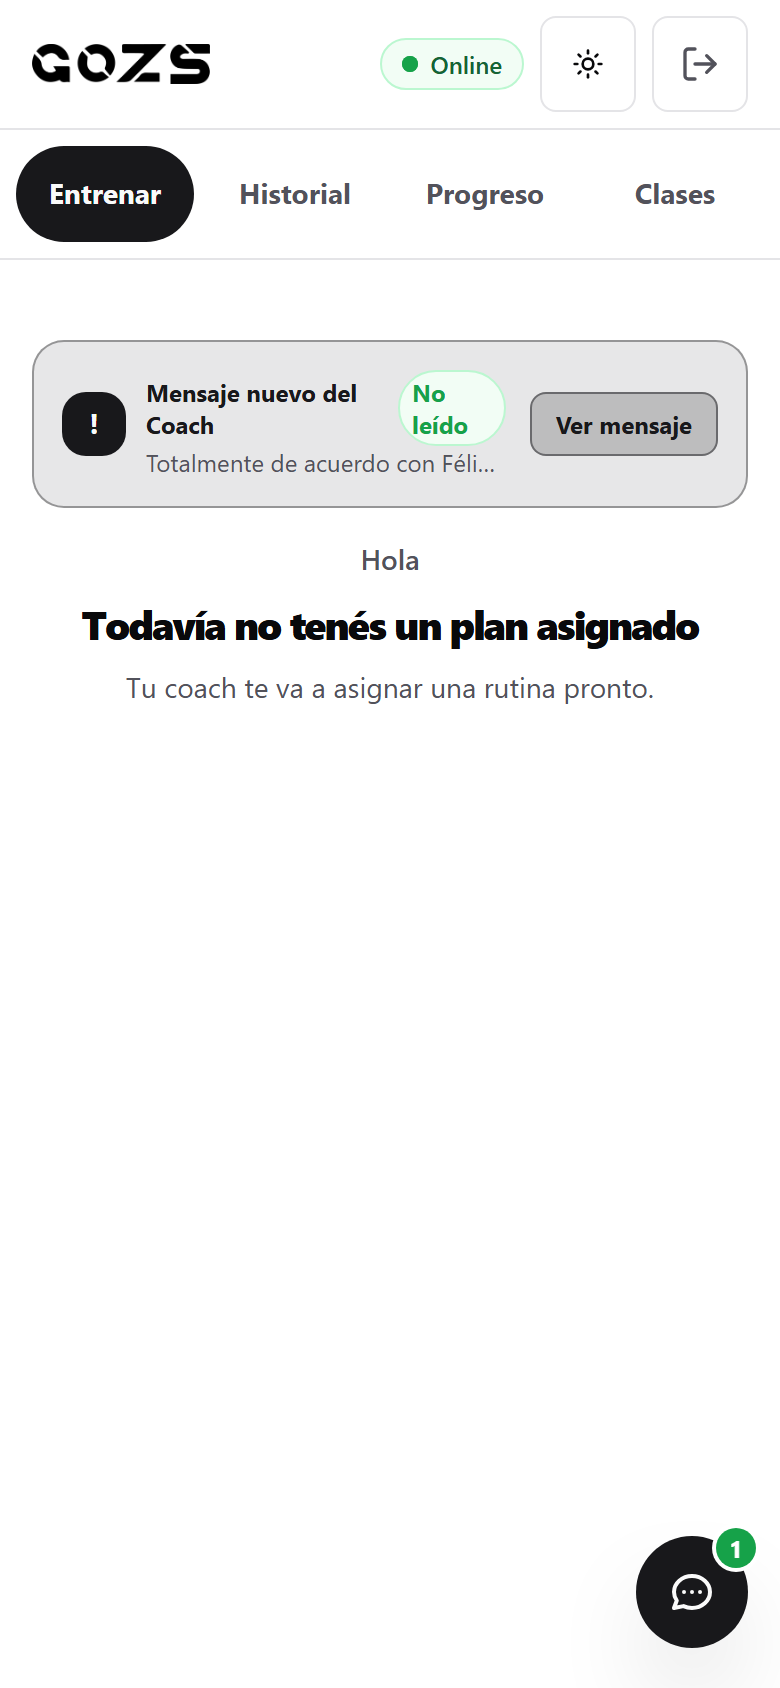 GOZS
Online
Entrenar
Historial
Progreso
Clases
!
Mensaje nuevo del
Coach
No
leído
Totalmente de acuerdo con Féli...
Ver mensaje
Hola
Todavía no tenés un plan asignado
Tu coach te va a asignar una rutina pronto.
1